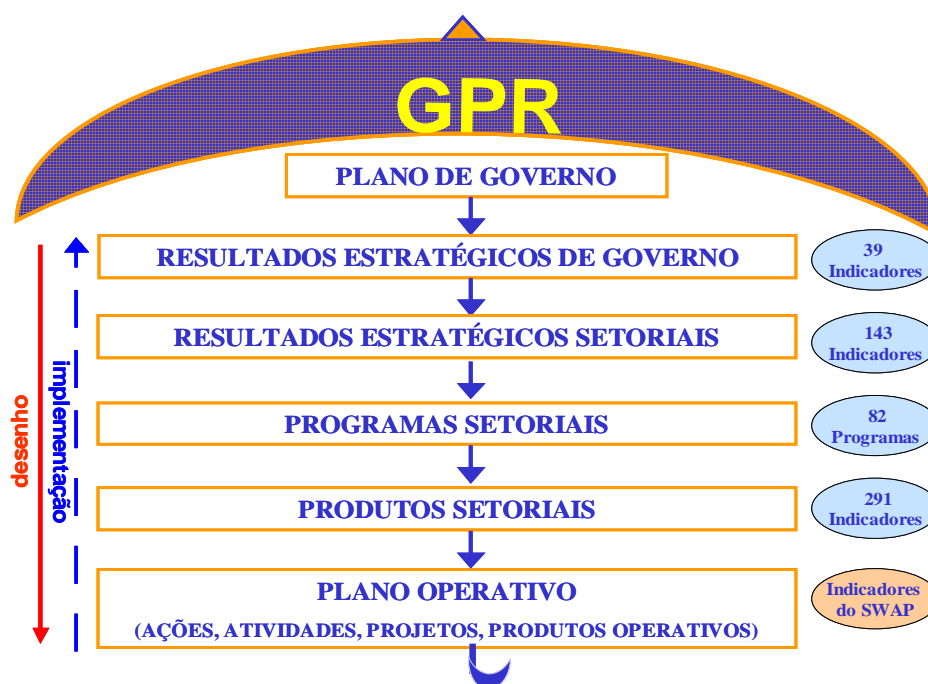 GPR
PLANO DE GOVERNO
RESULTADOS ESTRATÉGICOS DE GOVERNO
39
Indicadores
RESULTADOS ESTRATÉGICOS SETORIAIS
143
Indicadores
PROGRAMAS SETORIAIS
82
Programas
PRODUTOS SETORIAIS
291
Indicadores
PLANO OPERATIVO
(AÇÕES, ATIVIDADES, PROJETOS, PRODUTOS OPERATIVOS)
Indicadores
do SWAP
desenho
implementação